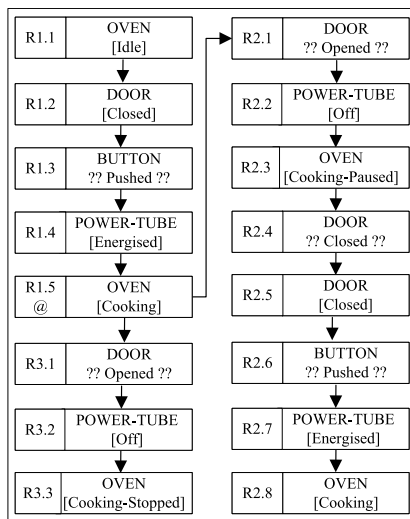 R1.1 OVEN
[Idle]
R1.2 DOOR
[Closed]
R1.3 BUTTON
?? Pushed ??
R1.4 POWER-TUBE
[Energised]
R1.5 OVEN
@ [Cooking]
R3.1 DOOR
?? Opened ??
R3.2 POWER-TUBE
[Off]
R3.3 OVEN
[Cooking-Stopped]
R2.1 DOOR
?? Opened ??
R2.2 POWER-TUBE
[Off]
R2.3 OVEN
[Cooking-Paused]
R2.4 DOOR
?? Closed ??
R2.5 DOOR
[Closed]
R2.6 BUTTON
?? Pushed ??
R2.7 POWER-TUBE
[Energised]
R2.8 OVEN
[Cooking]